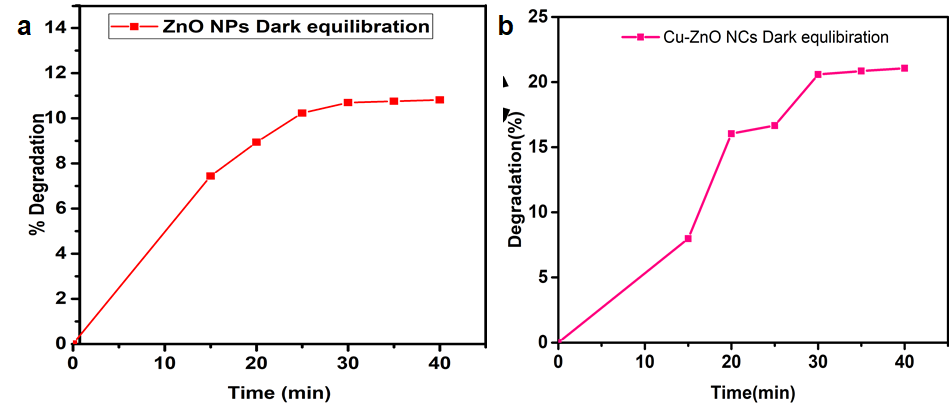 a
ZnO NPs Dark equilibration
14
12
10
8
6
4
2
0
% Degradation
0 10 20 30 40
Time (min)
b
Cu-ZnO NCs Dark equlibiration
25
20
15
10
5
0
Degradation(%)
0 10 20 30 40
Time(min)